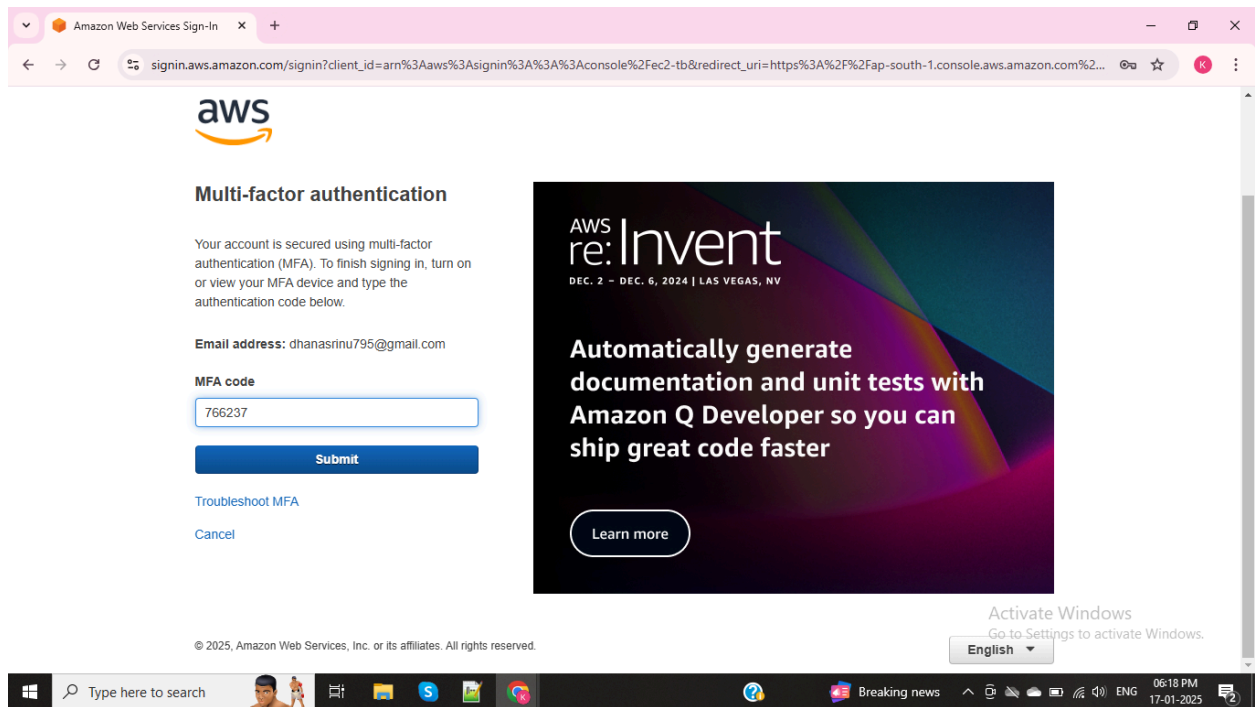 Amazon Web Services Sign-In
signin.aws.amazon.com/signin?client_id=arn%3Aaws%3Asignin%3A%3A%3Aconsole%2Fec2-tb&redirect_uri=https%3A%2F%2Fap-south-1.console.aws.amazon.com%2...
K
aws
Multi-factor authentication
Your account is secured using multi-factor
authentication (MFA). To finish signing in, turn on
or view your MFA device and type the
authentication code below.
Email address: dhanasrinu795@gmail.com
MFA code
766237
Submit
Troubleshoot MFA
Cancel
AWS
re:Invent
DEC. 2 – DEC. 6, 2024 | LAS VEGAS, NV
Automatically generate
documentation and unit tests with
Amazon Q Developer so you can
ship great code faster
Learn more
Activate Windows
Go to Settings to activate Windows.
© 2025, Amazon Web Services, Inc. or its affiliates. All rights reserved.
English
Type here to search
Breaking news
ENG
06:18 PM
17-01-2025
2